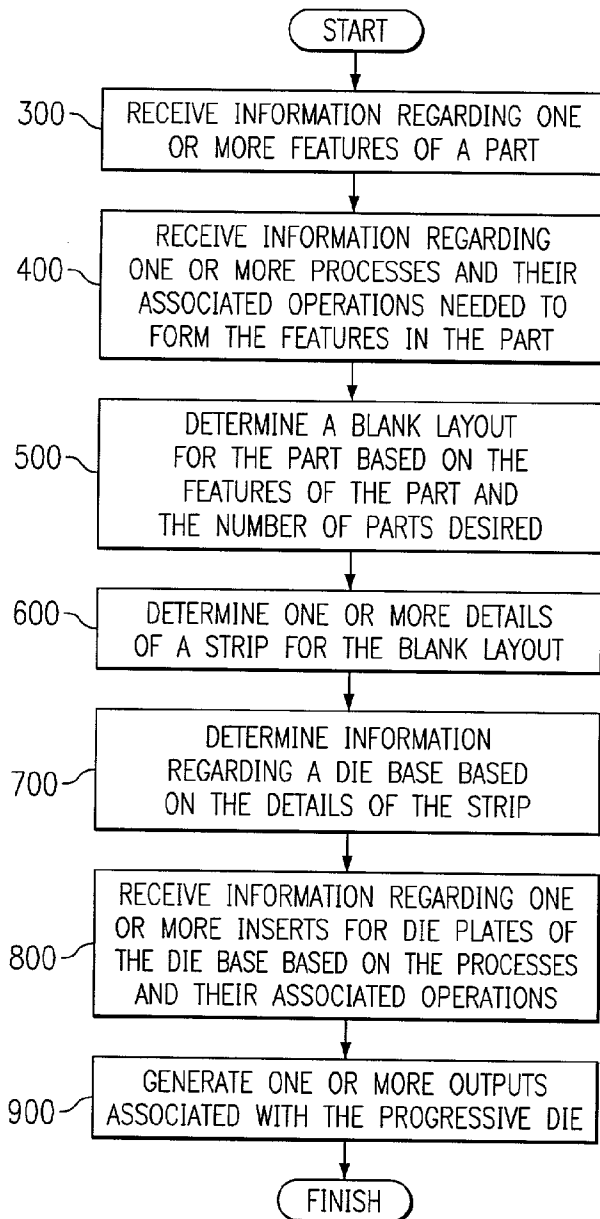 START
300
RECEIVE INFORMATION REGARDING ONE
OR MORE FEATURES OF A PART
400
RECEIVE INFORMATION REGARDING
ONE OR MORE PROCESSES AND THEIR
ASSOCIATED OPERATIONS NEEDED TO
FORM THE FEATURES IN THE PART
500
DETERMINE A BLANK LAYOUT
FOR THE PART BASED ON THE
FEATURES OF THE PART AND
THE NUMBER OF PARTS DESIRED
600
DETERMINE ONE OR MORE DETAILS
OF A STRIP FOR THE BLANK LAYOUT
700
DETERMINE INFORMATION
REGARDING A DIE BASE BASED
ON THE DETAILS OF THE STRIP
800
RECEIVE INFORMATION REGARDING ONE
OR MORE INSERTS FOR DIE PLATES OF
THE DIE BASE BASED ON THE PROCESSES
AND THEIR ASSOCIATED OPERATIONS
900
GENERATE ONE OR MORE OUTPUTS
ASSOCIATED WITH THE PROGRESSIVE DIE
FINISH